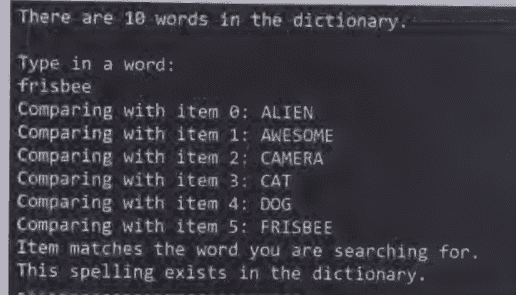 There are 10 words in the dictionary.
Type in a word:
frisbee
Comparing with item 0: ALIEN
Comparing with item 1: AWESOME
Comparing with item 2: CAMERA
Comparing with item 3: CAT
Comparing with item 4: DOG
Comparing with item 5: FRISBEE
Item matches the word you are searching for.
This spelling exists in the dictionary.